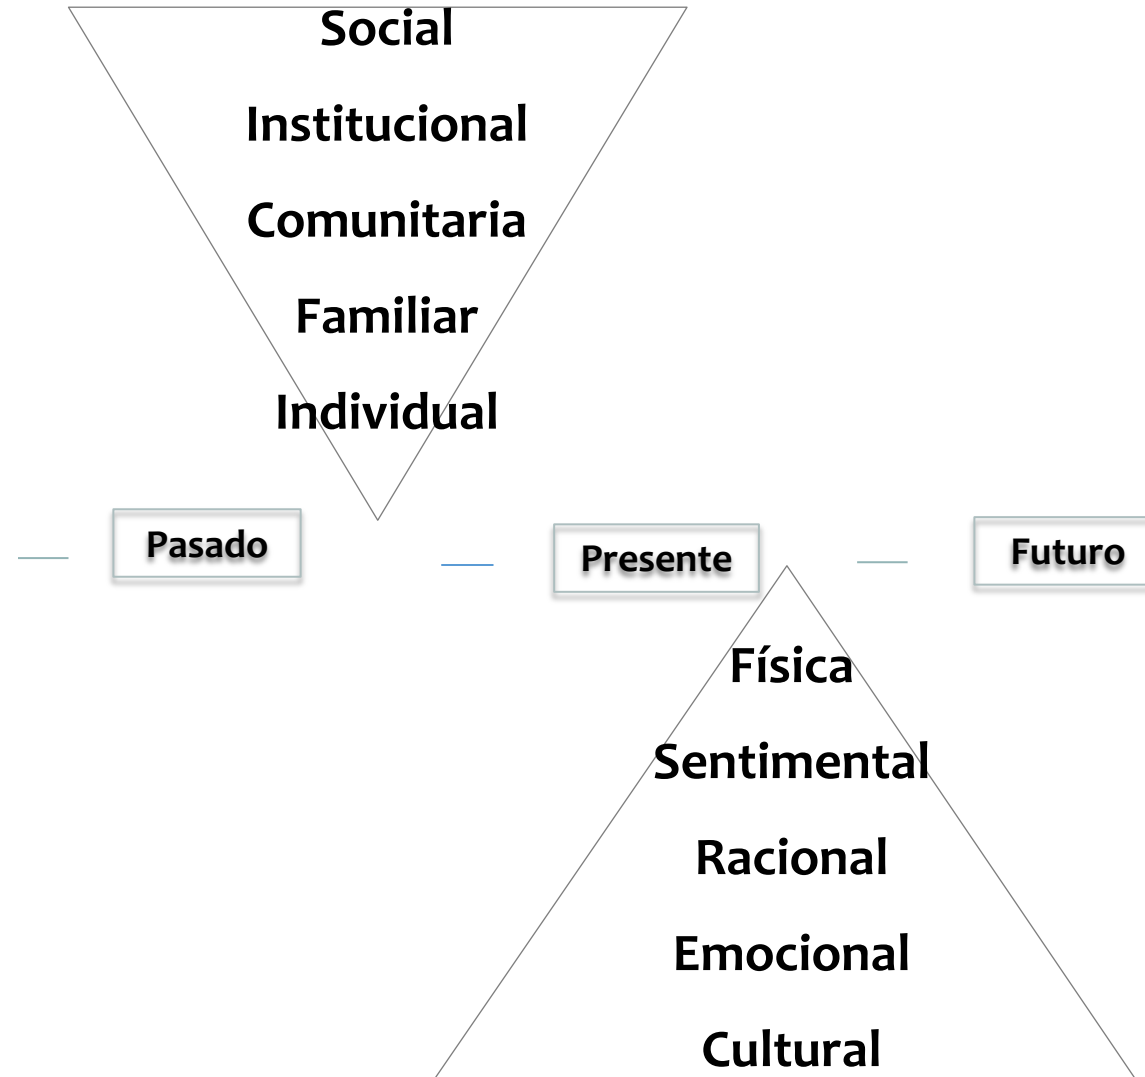 Social
Institucional
Comunitaria
Familiar
Individual
Pasado
Presente
Futuro
Física
Sentimental
Racional
Emocional
Cultural